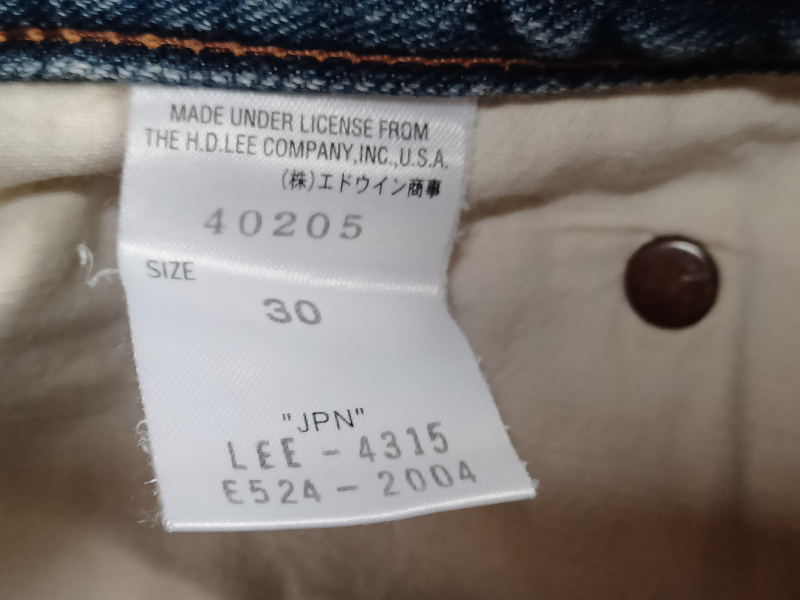 MADE UNDER LICENSE FROM
THE H.D.LEE COMPANY,INC.,U.S.A.
(株)エドウイン商事
40205
SIZE
30
"JPN"
LEE - 4315
E524 - 2004